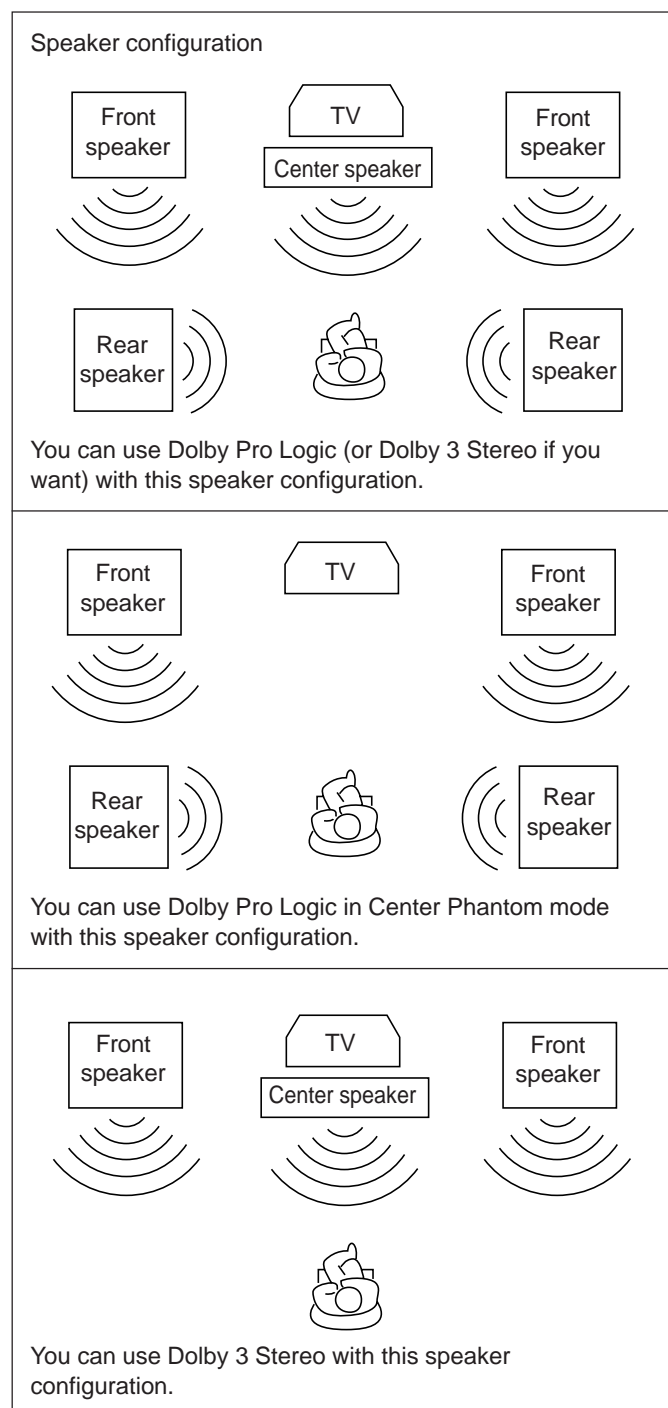 Speaker configuration
Front
speaker
TV
Center speaker
Front
speaker
Rear
speaker
Rear
speaker
You can use Dolby Pro Logic (or Dolby 3 Stereo if you
want) with this speaker configuration.
Front
speaker
TV
Front
speaker
Rear
speaker
Rear
speaker
You can use Dolby Pro Logic in Center Phantom mode
with this speaker configuration.
Front
speaker
TV
Center speaker
Front
speaker
You can use Dolby 3 Stereo with this speaker
configuration.